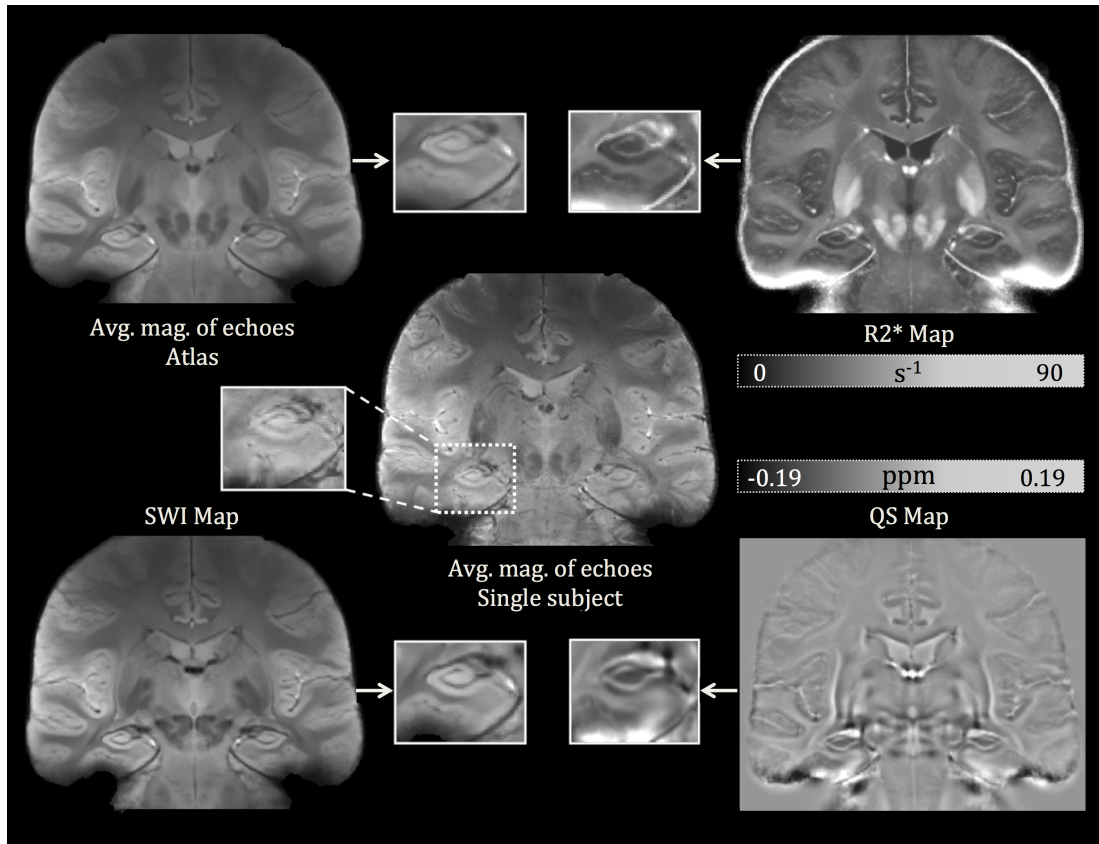 Avg. mag. of echoes
Atlas
R2* Map
0 s⁻¹ 90
-0.19 ppm 0.19
SWI Map
QS Map
Avg. mag. of echoes
Single subject